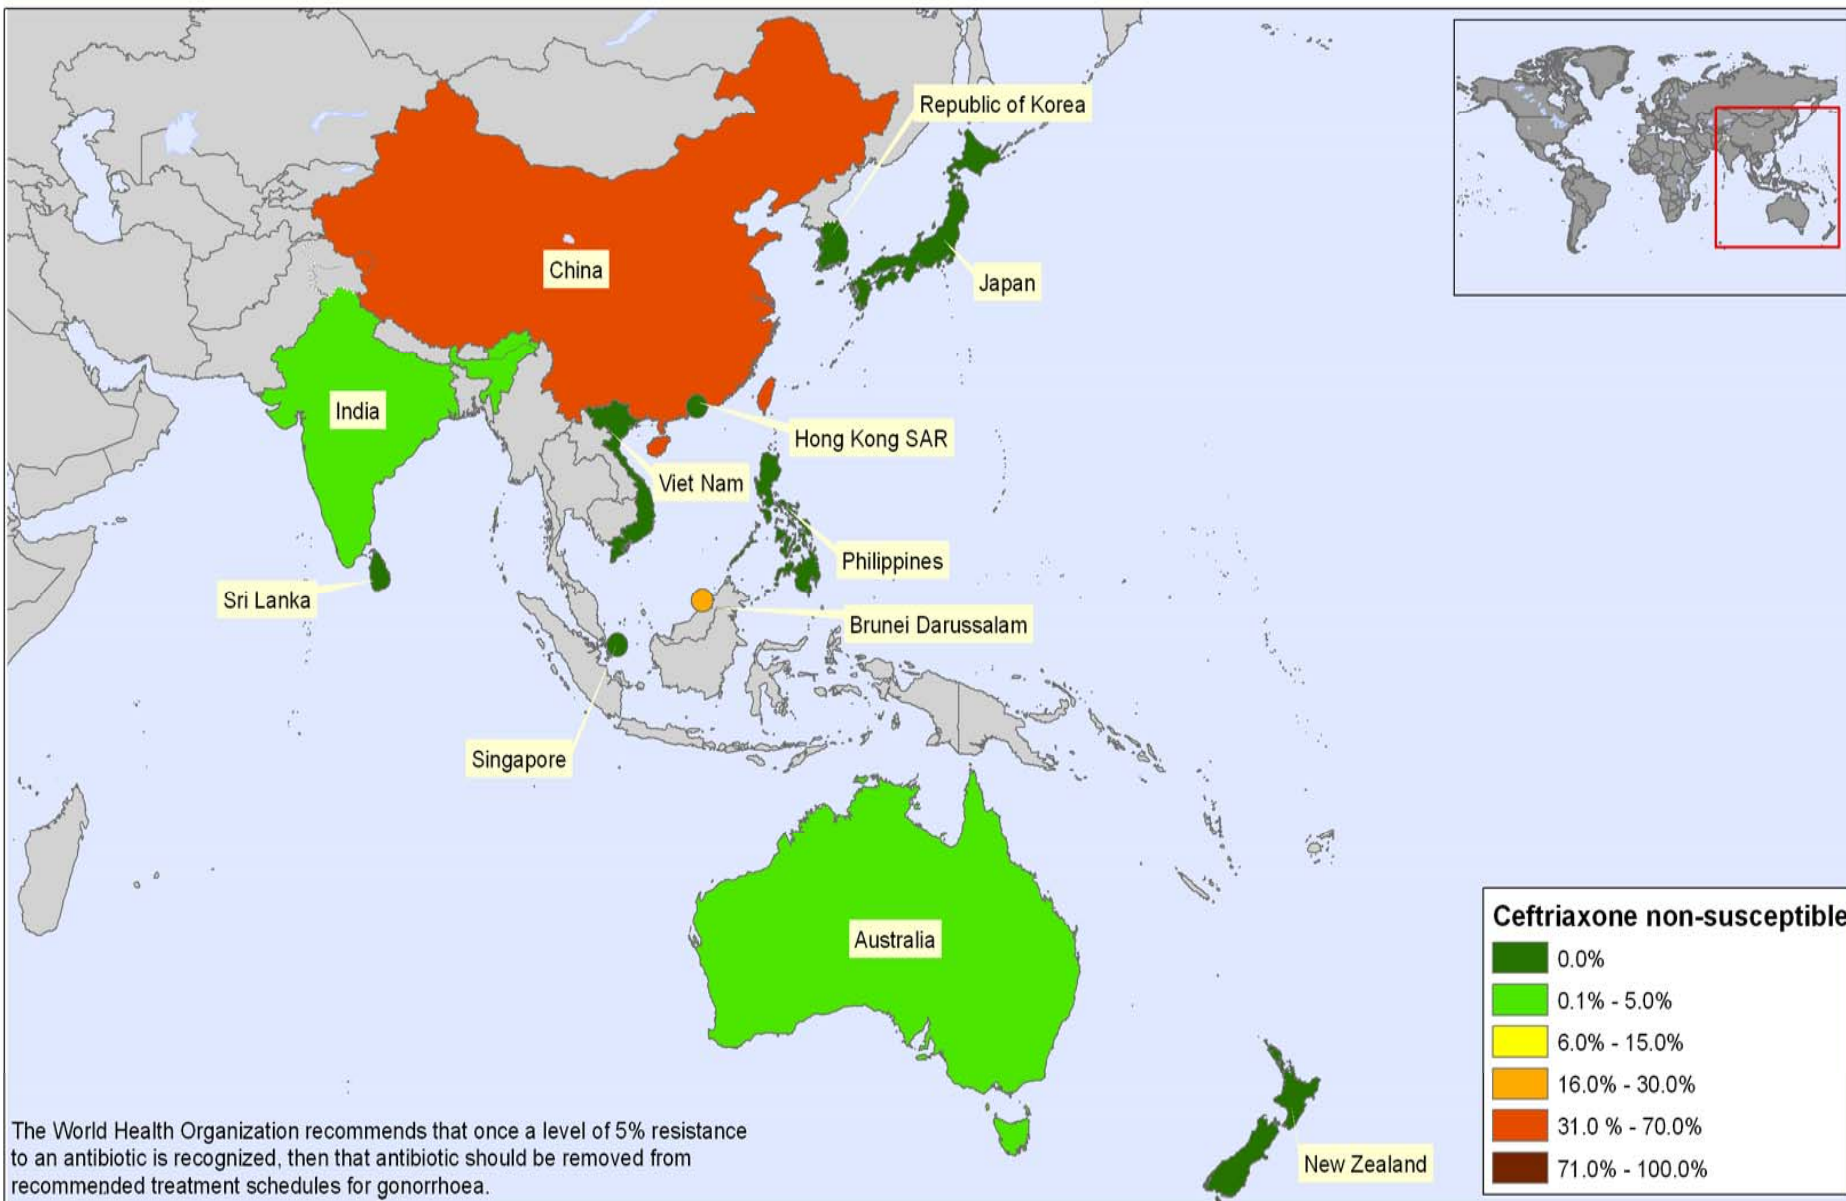 Republic of Korea
China
Japan
India
Hong Kong SAR
Viet Nam
Philippines
Sri Lanka
Brunei Darussalam
Singapore
Australia
New Zealand
Ceftriaxone non-susceptible
0.0%
0.1% - 5.0%
6.0% - 15.0%
16.0% - 30.0%
31.0 % - 70.0%
71.0% - 100.0%
The World Health Organization recommends that once a level of 5% resistance
to an antibiotic is recognized, then that antibiotic should be removed from
recommended treatment schedules for gonorrhoea.